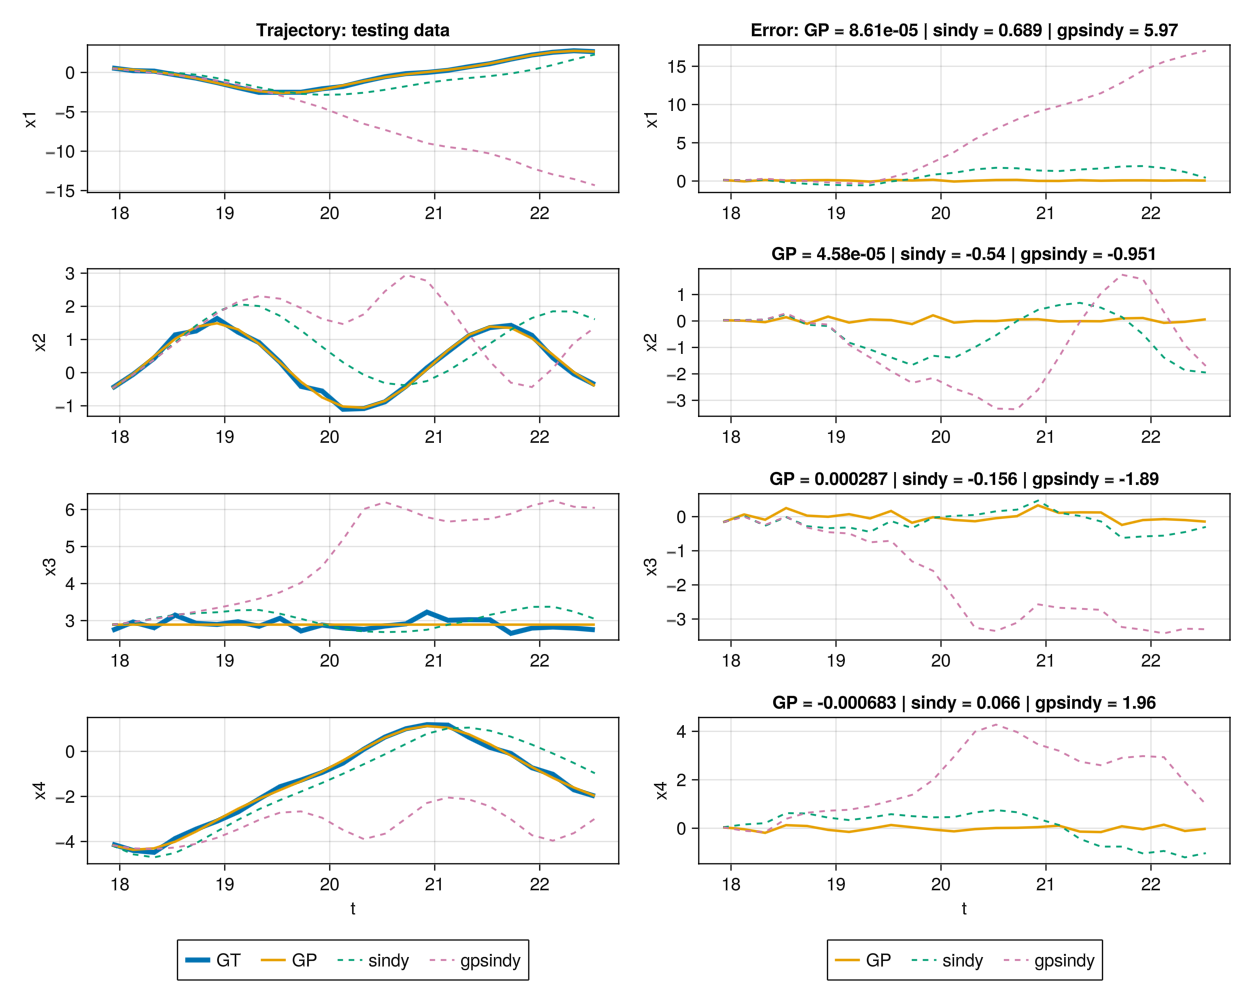 Trajectory: testing data
x1
0
−5
−10
−15
18 19 20 21 22
Error: GP = 8.61e-05 | sindy = 0.689 | gpsindy = 5.97
x1
15
10
5
0
18 19 20 21 22
x2
3
2
1
0
−1
18 19 20 21 22
GP = 4.58e-05 | sindy = -0.54 | gpsindy = -0.951
x2
1
0
−1
−2
−3
18 19 20 21 22
x3
6
5
4
3
18 19 20 21 22
GP = 0.000287 | sindy = -0.156 | gpsindy = -1.89
x3
0
−1
−2
−3
18 19 20 21 22
x4
0
−2
−4
18 19 20 21 22
t
GP = -0.000683 | sindy = 0.066 | gpsindy = 1.96
x4
4
2
0
18 19 20 21 22
t
GT GP sindy gpsindy
GP sindy gpsindy